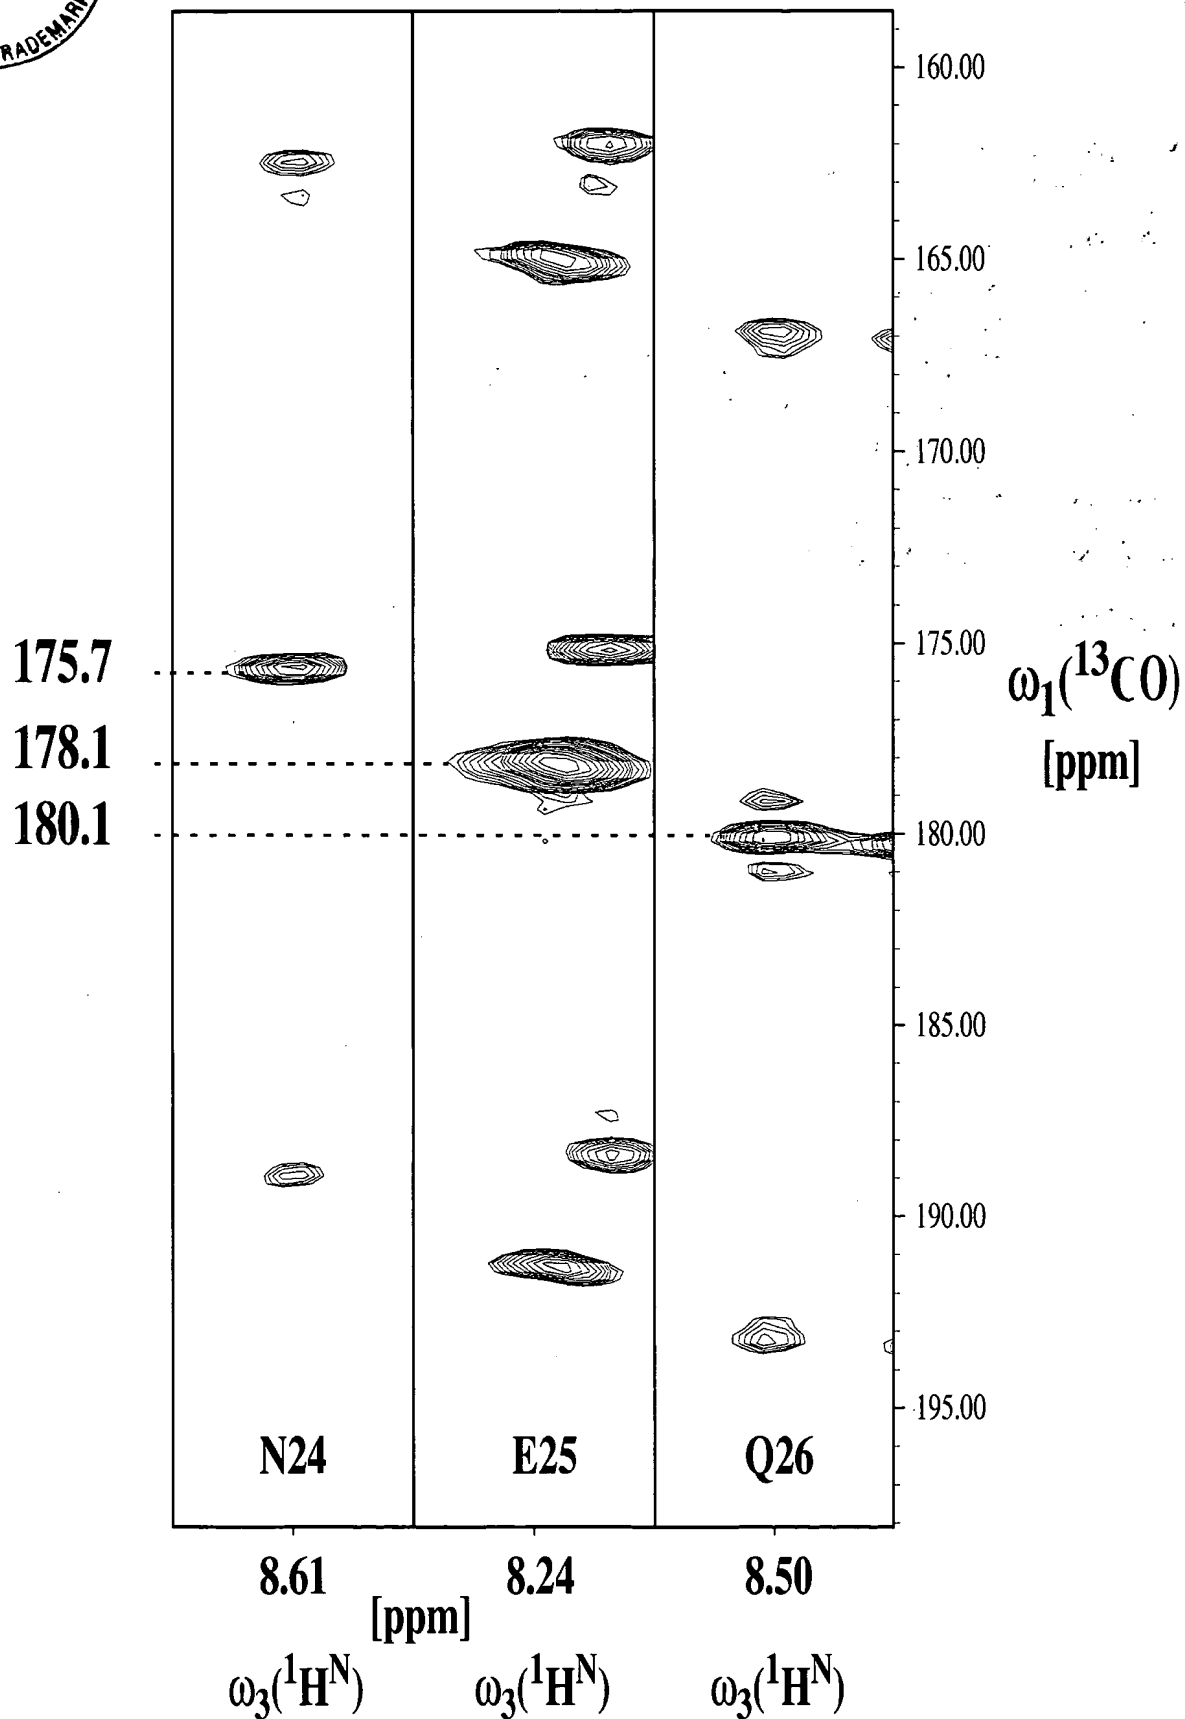 RADEMARK
160.00
165.00
170.00
175.00
180.00
185.00
190.00
195.00
175.7
178.1
180.1
ω₁(¹³CO)
[ppm]
N24 E25 Q26
8.61 8.24 8.50
[ppm]
ω₃(¹Hᴺ) ω₃(¹Hᴺ) ω₃(¹Hᴺ)